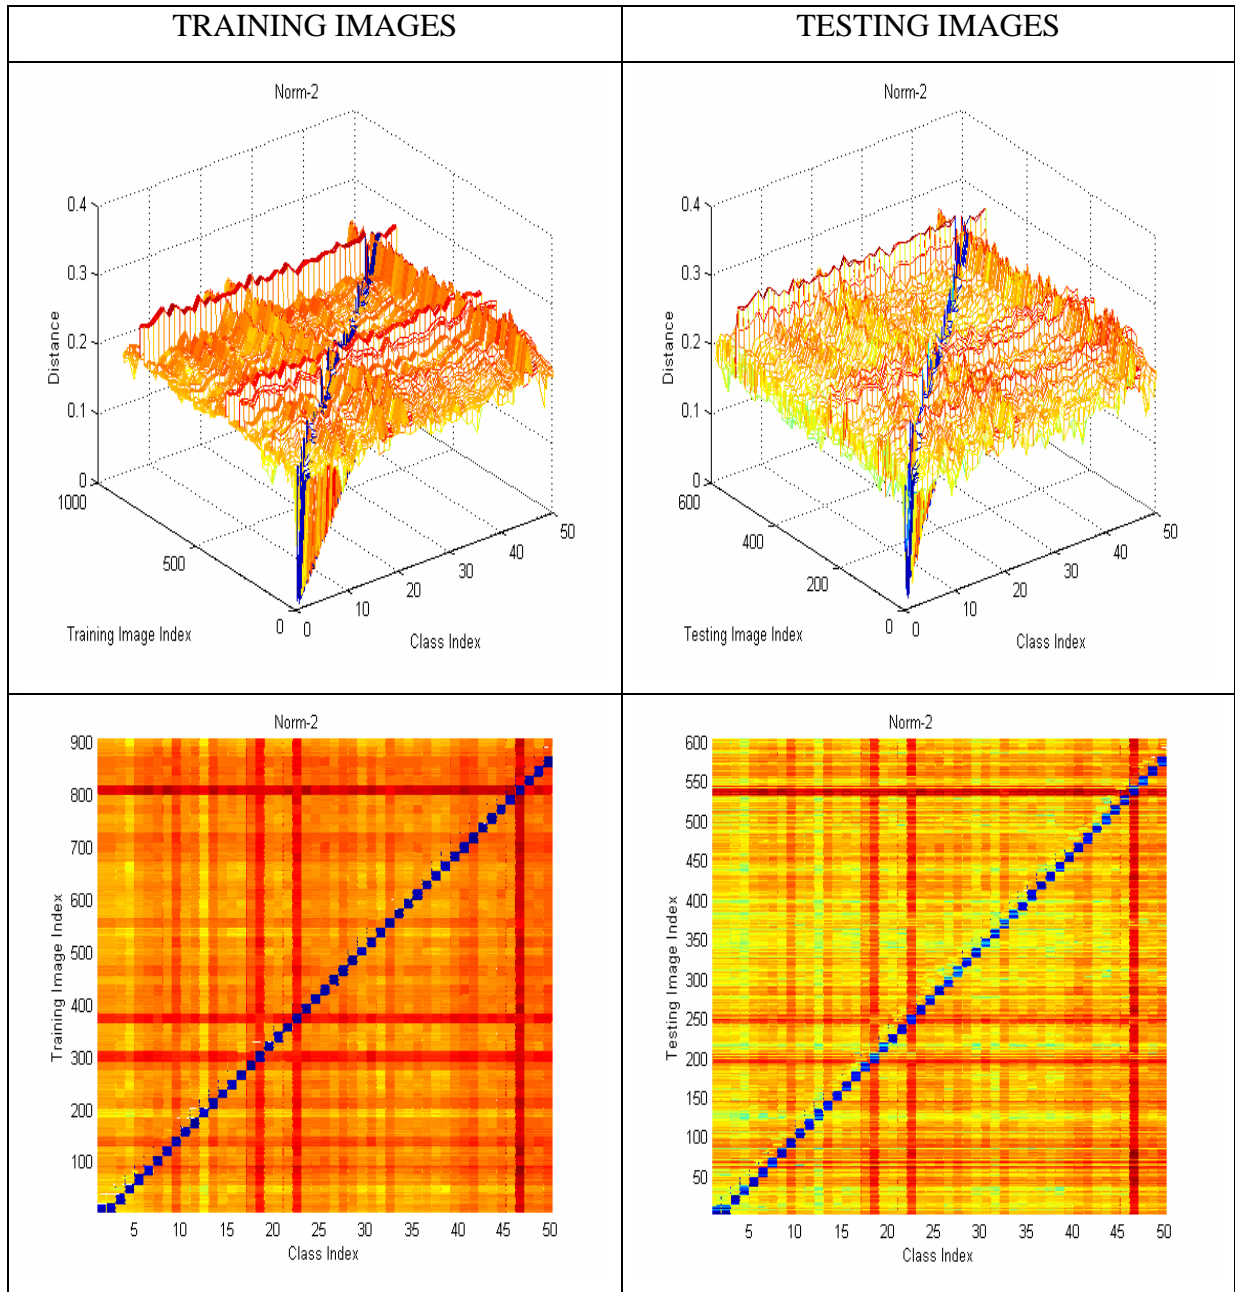 TRAINING IMAGES
TESTING IMAGES
Norm-2
0.4
0.3
0.2
0.1
0
Distance
1000
500
0
Training Image Index
0
10
20
30
40
50
Class Index
Norm-2
0.4
0.3
0.2
0.1
0
Distance
600
400
200
0
Testing Image Index
0
10
20
30
40
50
Class Index
Norm-2
900
800
700
600
500
400
300
200
100
Training Image Index
5 10 15 20 25 30 35 40 45 50
Class Index
Norm-2
600
550
500
450
400
350
300
250
200
150
100
50
Testing Image Index
5 10 15 20 25 30 35 40 45 50
Class Index